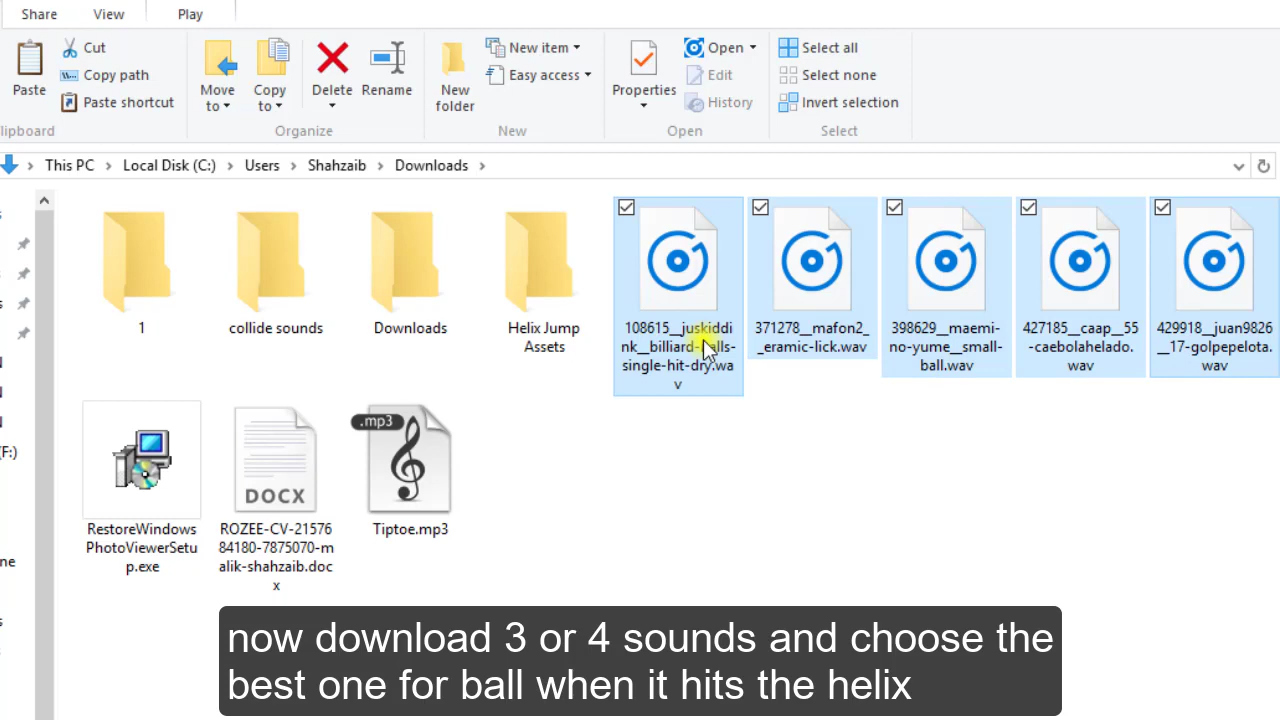 Share
View
Play
Paste
Cut
Copy path
Paste shortcut
Move
to
Copy
to
Delete
Rename
New
folder
New item
Easy access
Properties
Open
Edit
History
Select all
Select none
Invert selection
lipboard
Organize
New
Open
Select
This PC > Local Disk (C:) > Users > Shahzaib > Downloads >
1
collide sounds
Downloads
Helix Jump
Assets
108615__juskiddi
nk__billiard-balls-
single-hit-dry.wa
v
371278__mafon2_
_eramic-lick.wav
398629__maemi-
no-yume__small-
ball.wav
427185__caap__55
-caebolahelado.
wav
429918__juan9826
__17-golpepelota.
wav
(F:)
ne
RestoreWindows
PhotoViewerSetu
p.exe
DOCX
ROZEE-CV-21576
84180-7875070-m
alik-shahzaib.doc
x
.mp3
Tiptoe.mp3
now download 3 or 4 sounds and choose the
best one for ball when it hits the helix